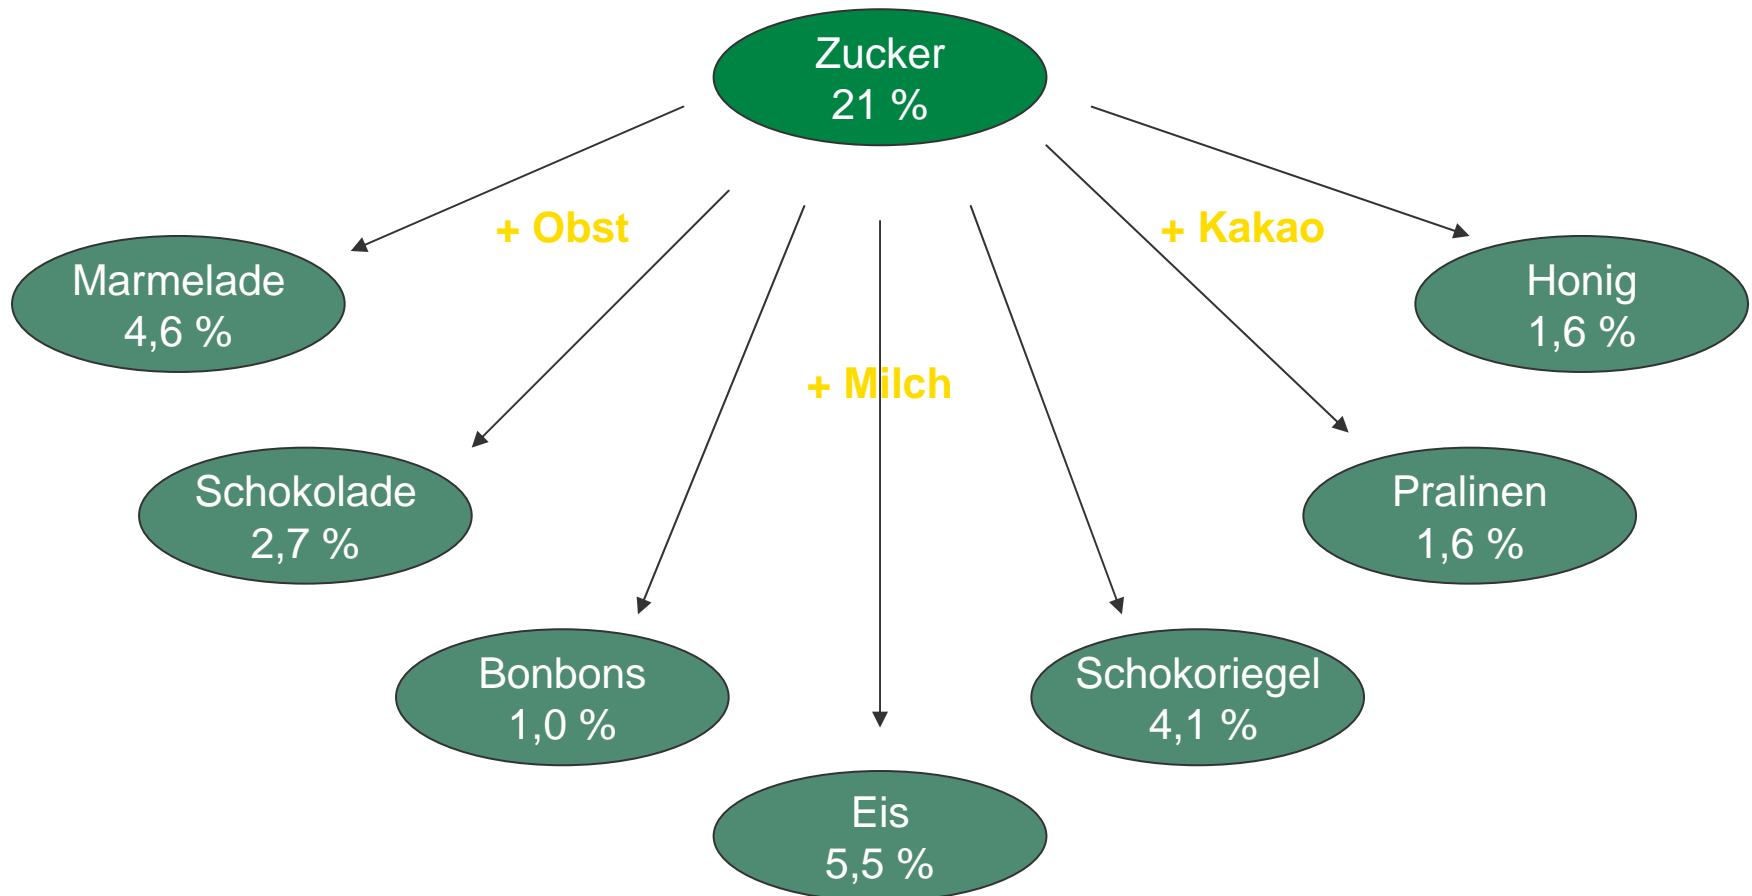 Zucker
21 %
+ Obst
+ Kakao
Marmelade
4,6 %
Honig
1,6 %
+ Milch
Schokolade
2,7 %
Pralinen
1,6 %
Bonbons
1,0 %
Schokoriegel
4,1 %
Eis
5,5 %